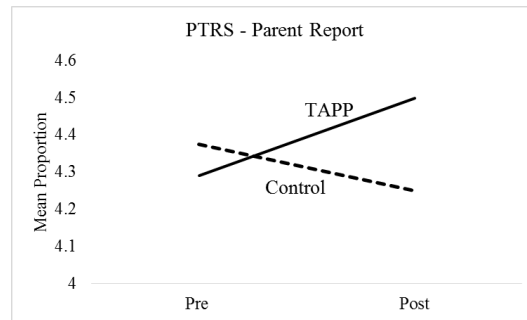 PTRS - Parent Report
4.6
4.5
4.4
4.3
4.2
4.1
4
Mean Proportion
TAPP
Control
Pre Post